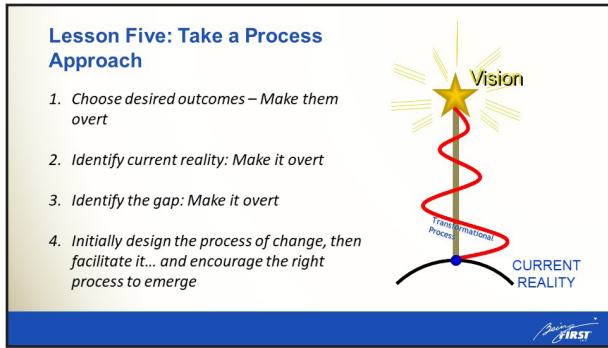 Lesson Five: Take a Process
Approach
1. Choose desired outcomes – Make them
overt
2. Identify current reality: Make it overt
3. Identify the gap: Make it overt
4. Initially design the process of change, then
facilitate it... and encourage the right
process to emerge
Vision
Transformational
Process
CURRENT
REALITY
Being
FIRST